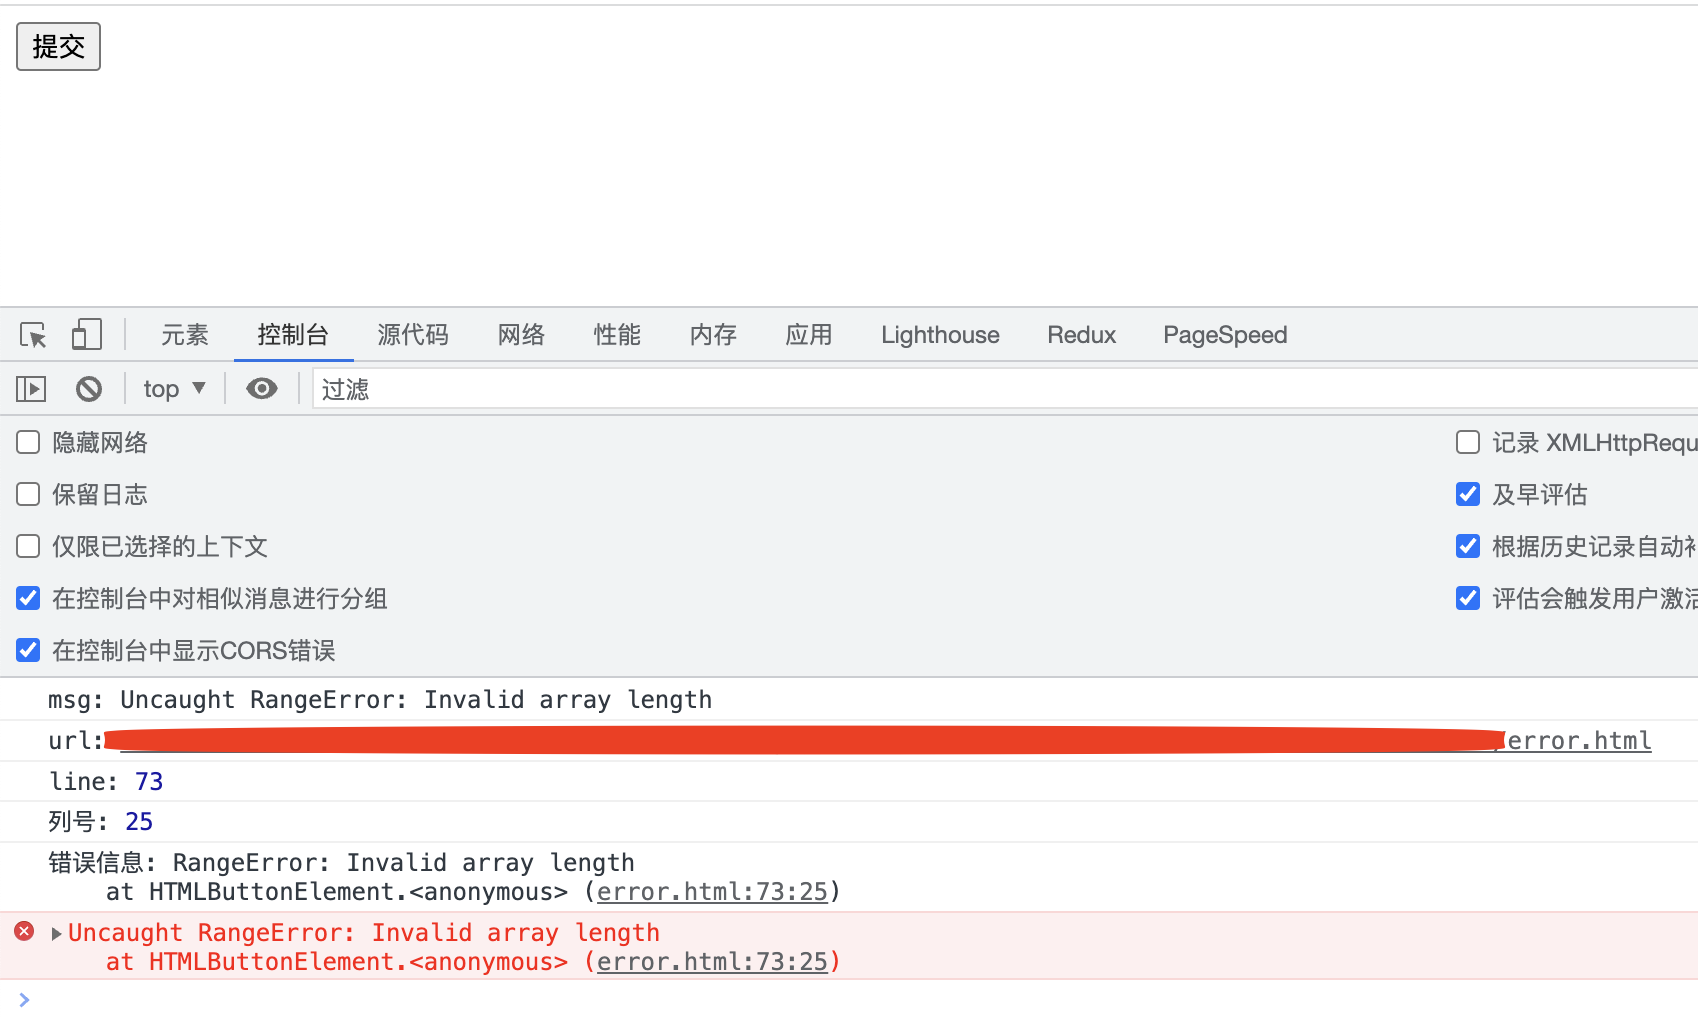 提交
元素 控制台 源代码 网络 性能 内存 应用 Lighthouse Redux PageSpeed
top 过滤
隐藏网络 记录 XMLHttpRequ
保留日志 及早评估
仅限已选择的上下文 根据历史记录自动
在控制台中对相似消息进行分组 评估会触发用户激活
在控制台中显示CORS错误
msg: Uncaught RangeError: Invalid array length
url: error.html
line: 73
列号: 25
错误信息: RangeError: Invalid array length
at HTMLButtonElement.<anonymous> (error.html:73:25)
Uncaught RangeError: Invalid array length
at HTMLButtonElement.<anonymous> (error.html:73:25)